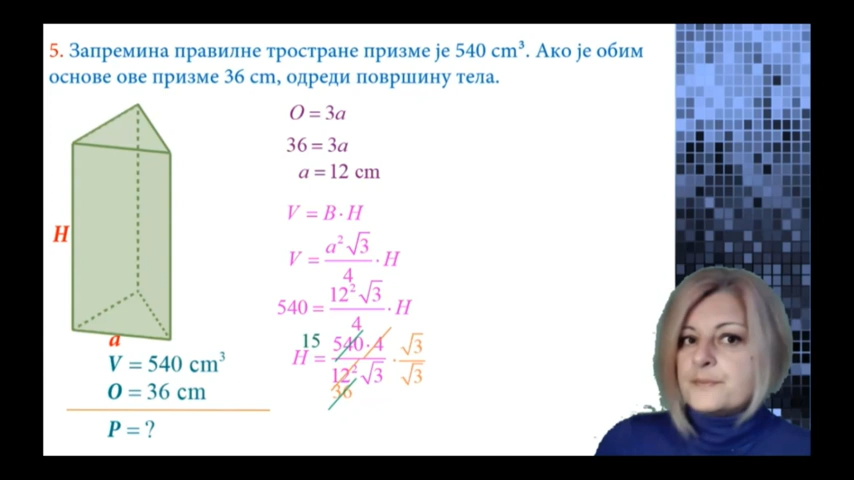 5. Запремина правилне тростране призме је 540 cm³. Ако је обим
основе ове призме 36 cm, одреди површину тела.
H
a
V = 540 cm³
O = 36 cm
P = ?
O = 3a
36 = 3a
a = 12 cm
V = B · H
V = a²√3/4 · H
540 = 12²√3/4 · H
15
H = 540·4/12²√3 · √3/√3
36